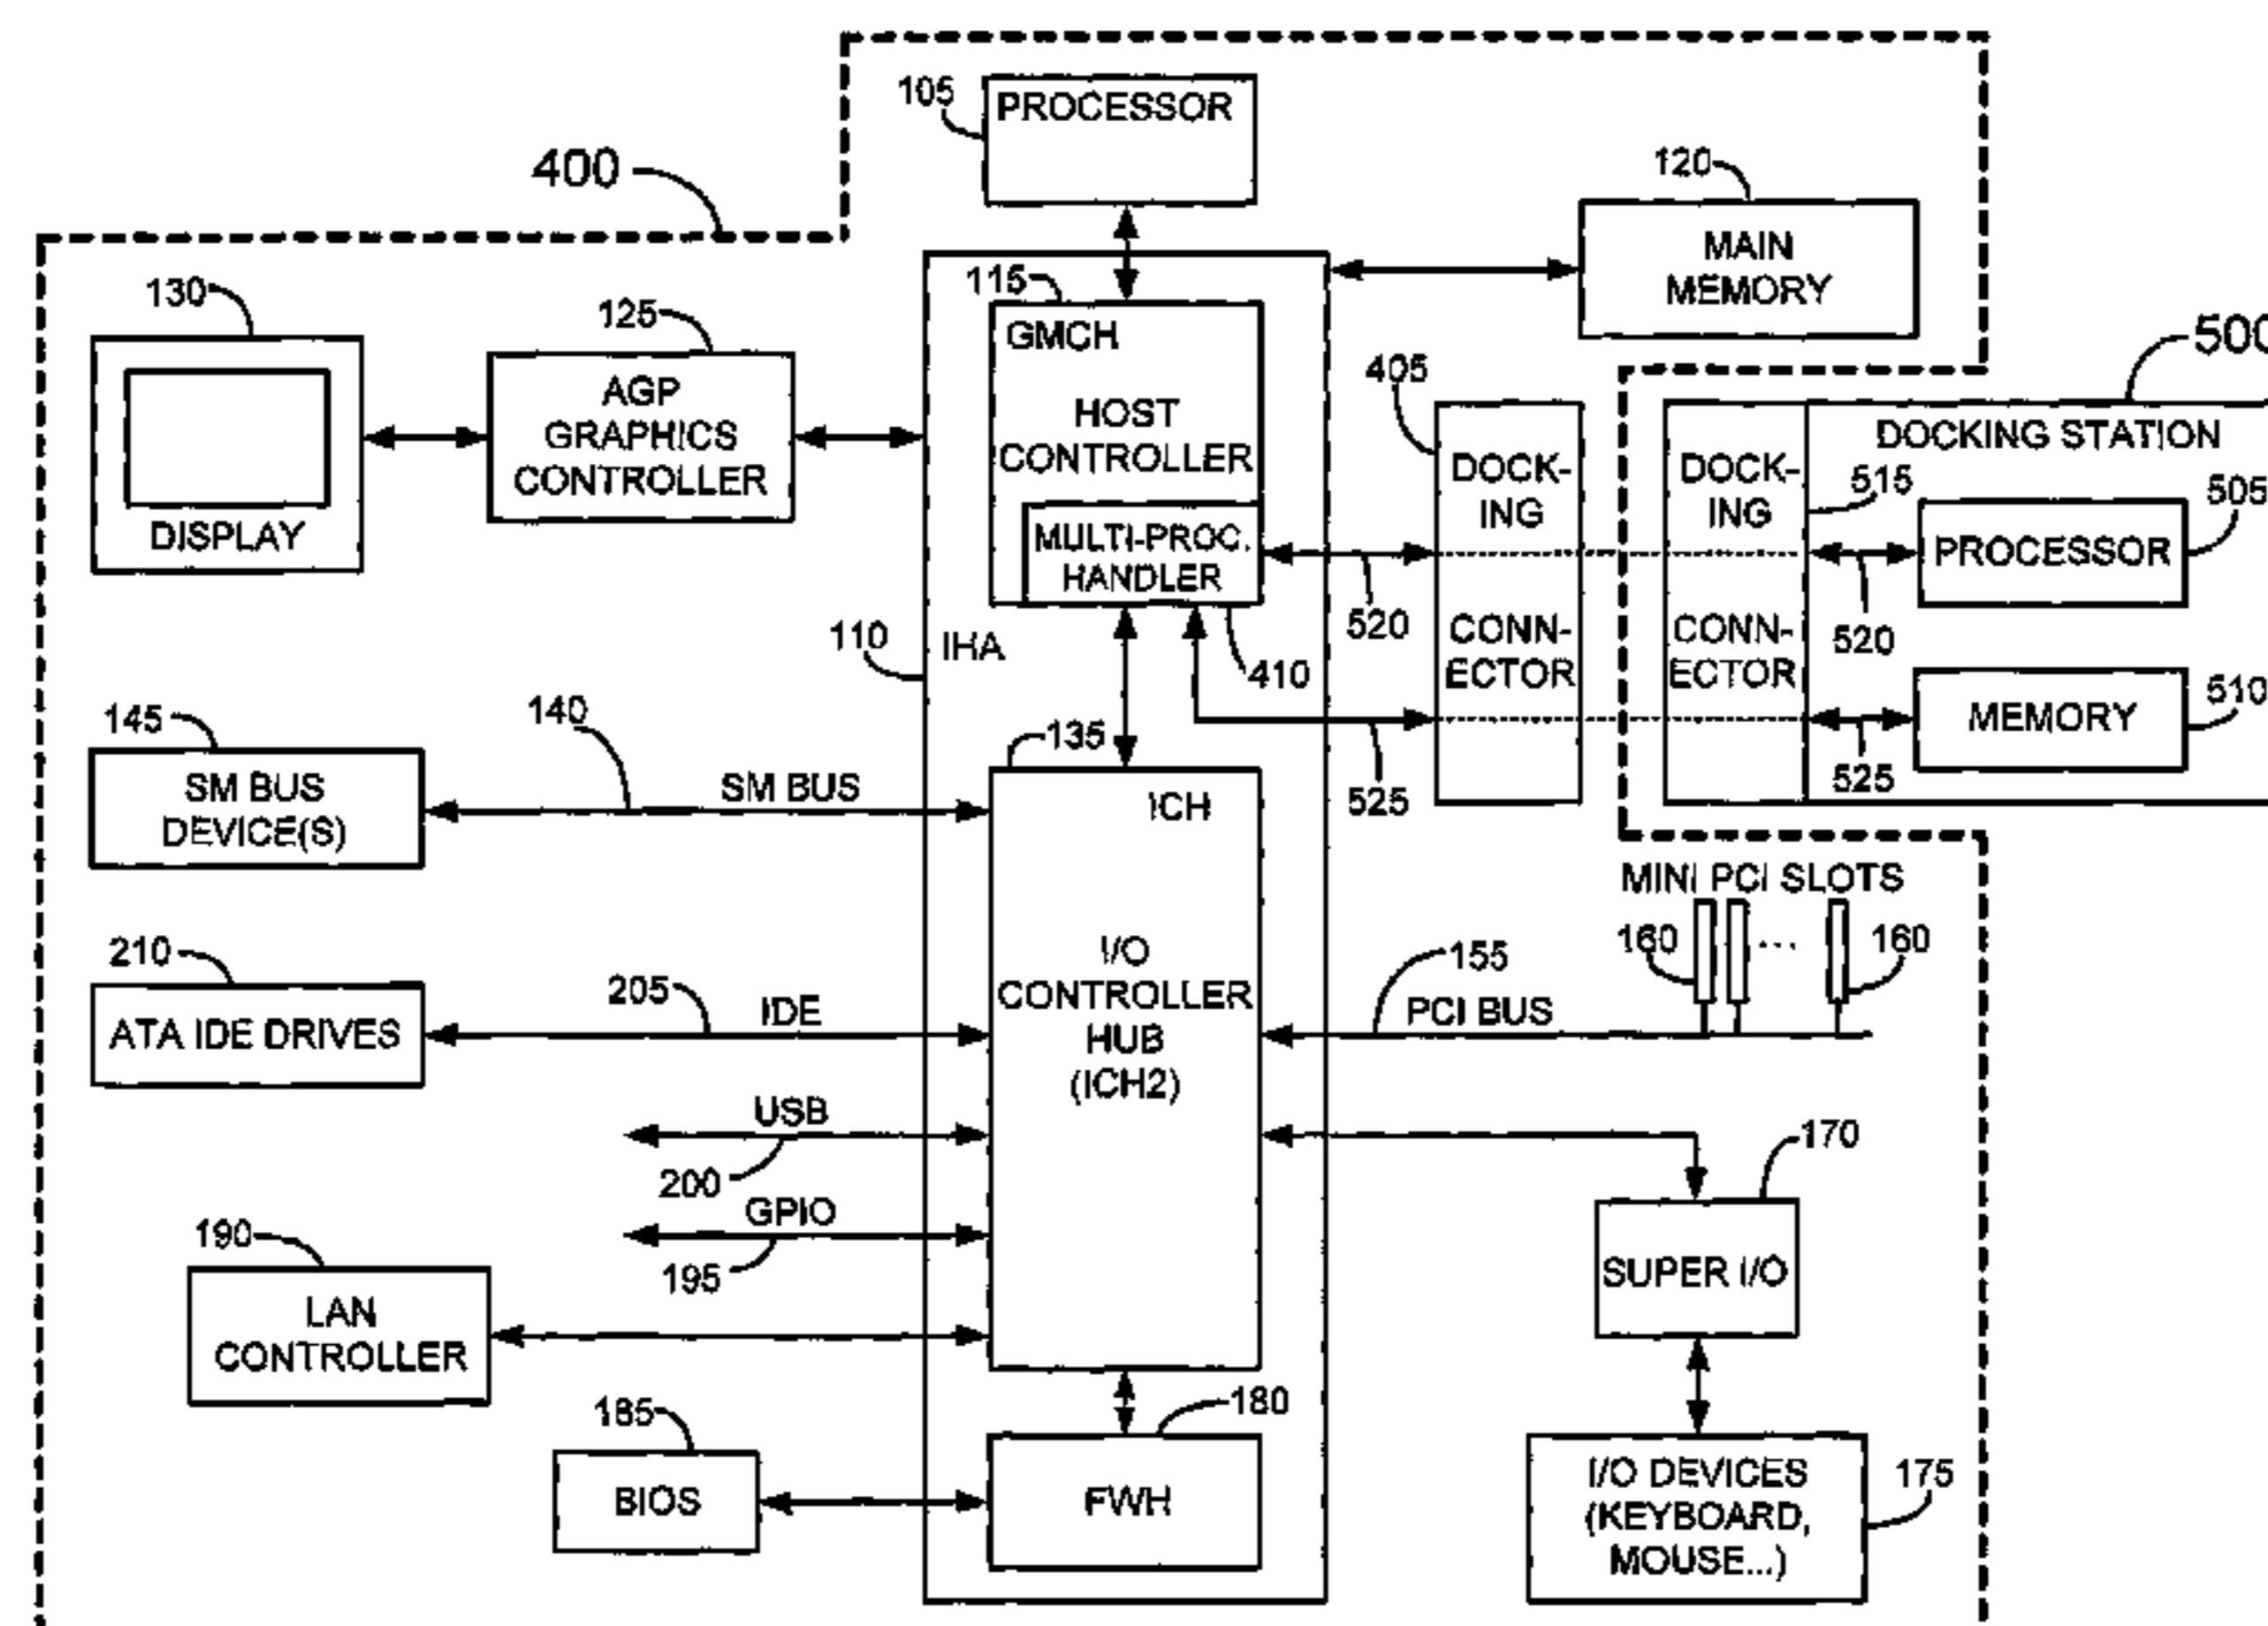 105
PROCESSOR
400
120
MAIN
MEMORY
130
DISPLAY
125
AGP
GRAPHICS
CONTROLLER
115
GMCH
HOST
CONTROLLER
MULTI-PROC.
HANDLER
410
110
IHA
405
DOCK-
ING
CONN-
ECTOR
520
525
500
DOCKING STATION
DOCK-
ING
CONN-
ECTOR
515
505
PROCESSOR
520
510
MEMORY
525
145
SM BUS
DEVICE(S)
140
SM BUS
135
ICH
I/O
CONTROLLER
HUB
(ICH2)
MINI PCI SLOTS
160
...
160
155
PCI BUS
210
ATA IDE DRIVES
205
IDE
USB
200
GPIO
195
190
LAN
CONTROLLER
170
SUPER I/O
185
BIOS
180
FWH
I/O DEVICES
(KEYBOARD,
MOUSE...)
175